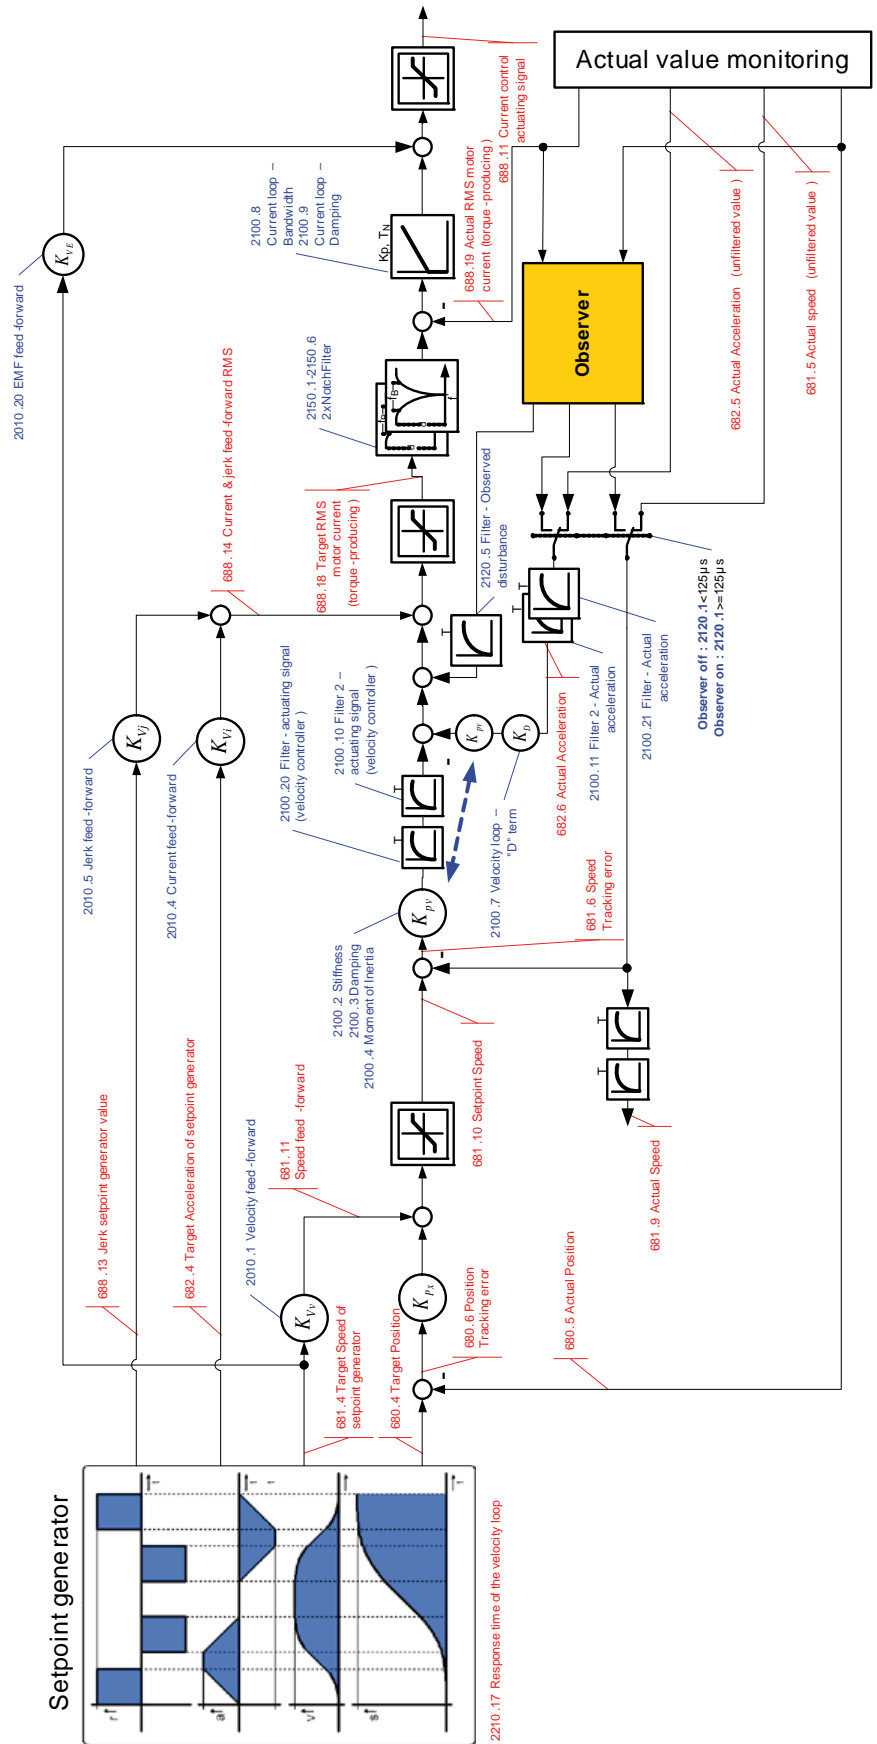 Setpoint generator
r
a
v
s
2210 .17 Response time of the velocity loop
688 .13 Jerk setpoint generator value
682 .4 Target Acceleration of setpoint generator
2010 .1 Velocity feed -forward
681.4 Target Speed of
setpoint generator
680.4 Target Position
K Vv
681.11
Speed feed -forward
K Px
680.6 Position
Tracking error
680.5 Actual Position
681 .10 Setpoint Speed
681 .9 Actual Speed
T
T
2010 .5 Jerk feed -forward
K Vj
2010 .4 Current feed -forward
K Vi
2100 .2 Stiffness
2100 .3 Damping
2100 .4 Moment of Inertia
K pv
-
-
681.6 Speed
Tracking error
2100 .20 Filter - actuating signal
(velocity controller )
2100 .10 Filter 2 –
actuating signal
(velocity controller )
T
T
-
K pv
K D
2100 .7 Velocity loop –
"D" term
682.6 Actual Acceleration
2100 .11 Filter 2 - Actual
acceleration
2100 .21 Filter - Actual
acceleration
T
T
Observer off : 2120 .1<125µs
Observer on : 2120 .1>=125µs
T
2120 .5 Filter - Observed
disturbance
688 .14 Current & jerk feed -forward RMS
688 .18 Target RMS
motor current
(torque -producing )
2150 .1-2150 .6
2xNotchFilter
f
B
-
688 .19 Actual RMS motor
current (torque -producing )
2100 .8
Current loop –
Bandwidth
2100 .9
Current loop –
Damping
Kp, TN
2010 .20 EMF feed -forward
K VE
688 .11 Current control
actuating signal
Observer
682.5 Actual Acceleration (unfiltered value )
681.5 Actual speed (unfiltered value )
Actual value monitoring